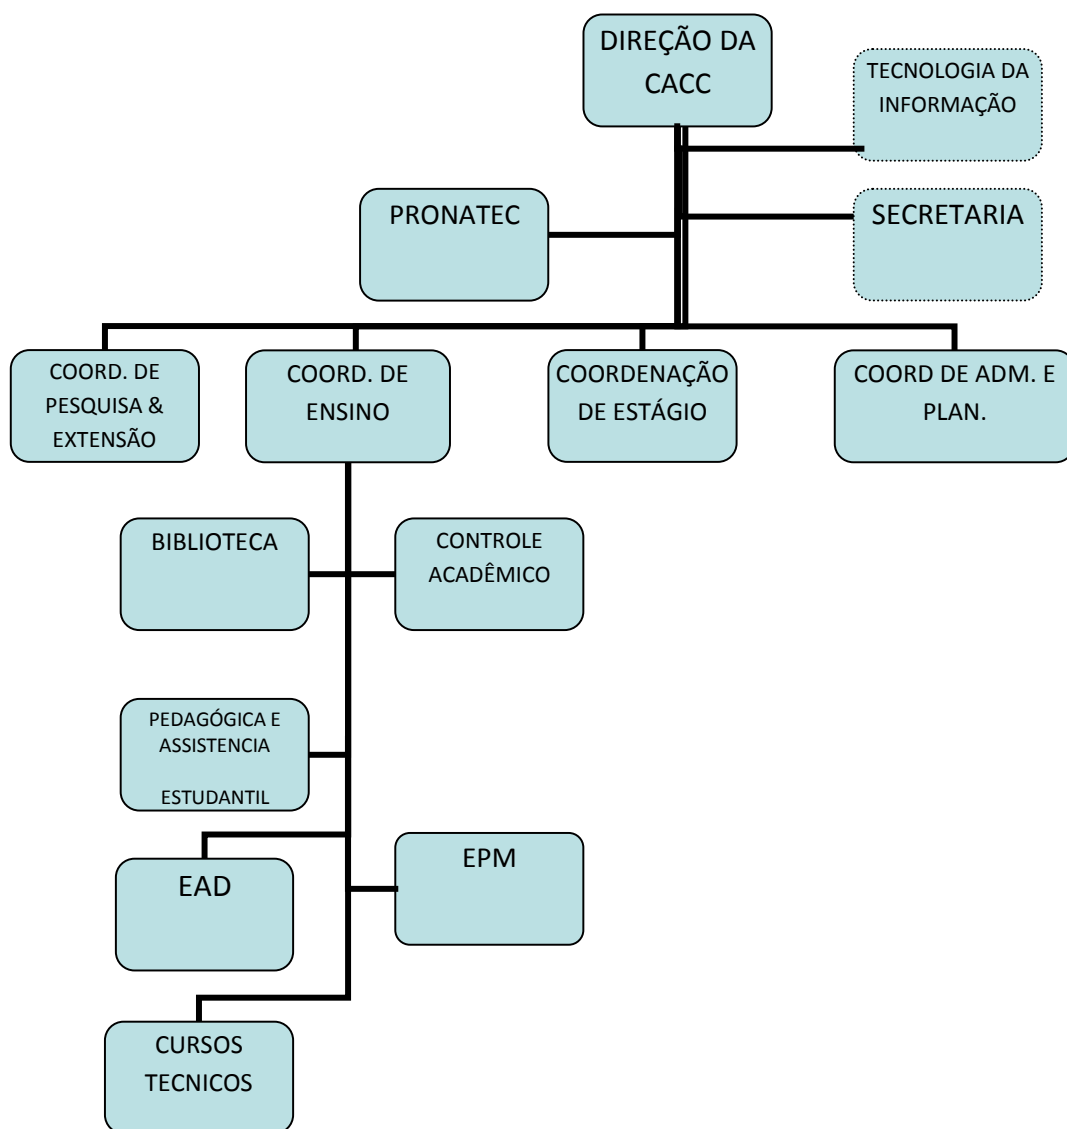 DIREÇÃO DA
CACC
TECNOLOGIA DA
INFORMAÇÃO
PRONATEC
SECRETARIA
COORD. DE
PESQUISA &
EXTENSÃO
COORD. DE
ENSINO
COORDENAÇÃO
DE ESTÁGIO
COORD DE ADM. E
PLAN.
BIBLIOTECA
CONTROLE
ACADÊMICO
PEDAGÓGICA E
ASSISTENCIA
ESTUDANTIL
EAD
EPM
CURSOS
TECNICOS